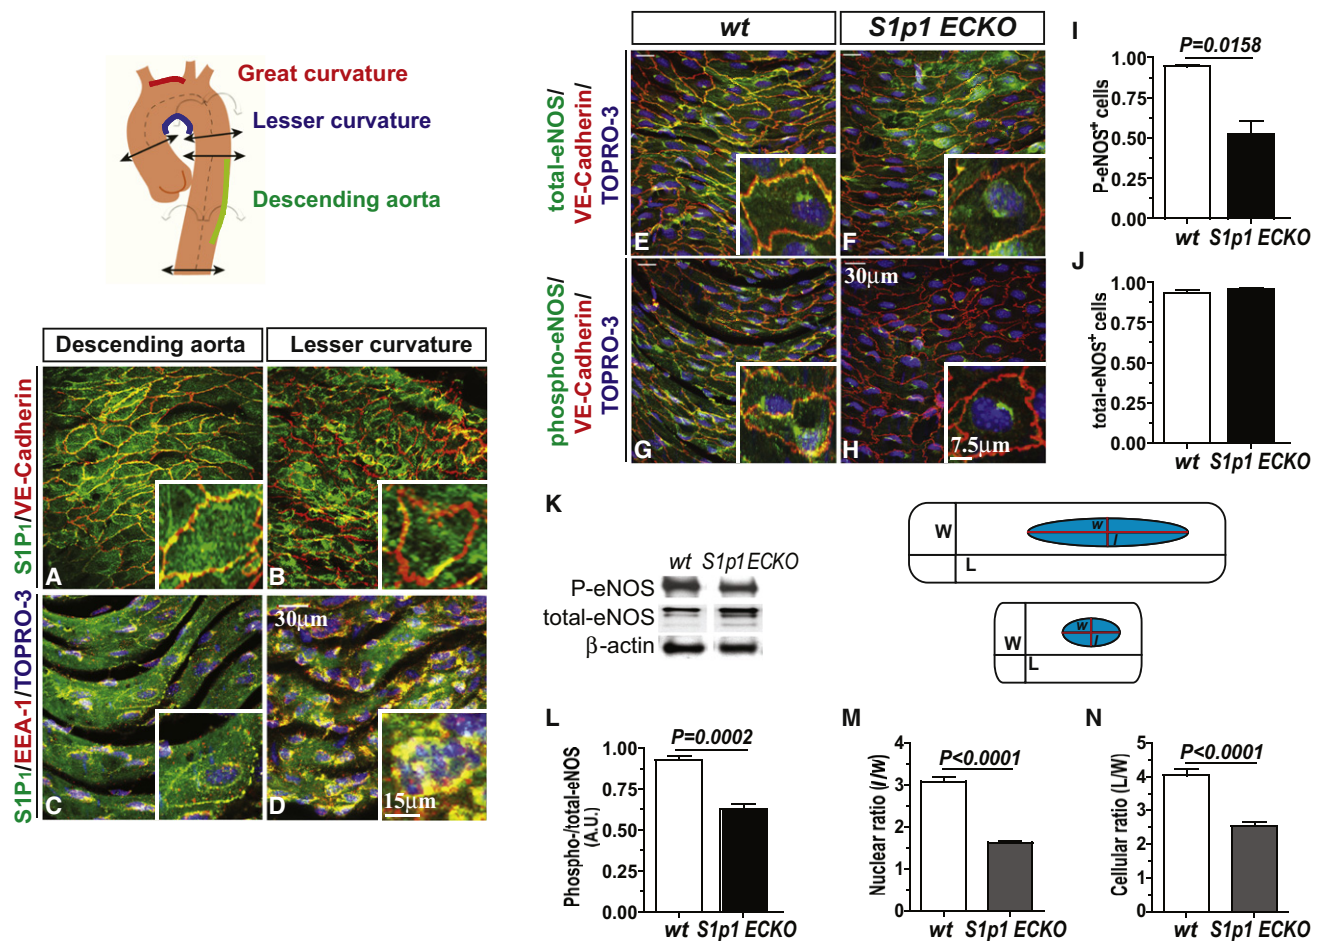 Great curvature
Lesser curvature
Descending aorta
Descending aorta
Lesser curvature
S1P1/VE-Cadherin
A
B
S1P1/EEA-1/TOPRO-3
30μm
C
D
15μm
wt
S1p1 ECKO
total-eNOS/
VE-Cadherin/
TOPRO-3
E
F
phospho-eNOS/
VE-Cadherin/
TOPRO-3
30μm
G
H
7.5μm
I
P=0.0158
P-eNOS+ cells
1.00
0.75
0.50
0.25
0.00
wt
S1p1 ECKO
J
total-eNOS+ cells
1.00
0.75
0.50
0.25
0.00
wt
S1p1 ECKO
K
wt
S1p1 ECKO
P-eNOS
total-eNOS
β-actin
W
L
w
l
W
L
w
l
L
P=0.0002
Phospho-/total-eNOS
(A.U.)
1.00
0.75
0.50
0.25
0.00
wt
S1p1 ECKO
M
P<0.0001
Nuclear ratio (l/w)
4
3
2
1
0
wt
S1p1 ECKO
N
P<0.0001
Cellular ratio (L/W)
5
4
3
2
1
0
wt
S1p1 ECKO